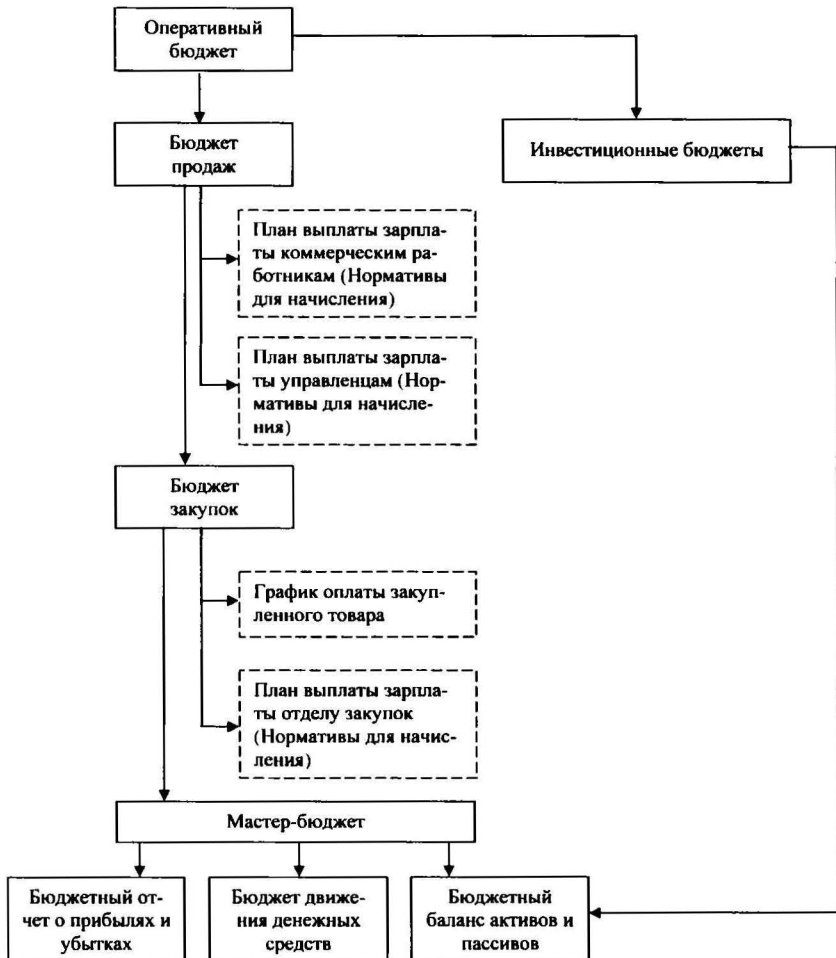 Оперативный
бюджет
Бюджет
продаж
Инвестиционные бюджеты
План выплаты зарпла-
ты коммерческим ра-
ботникам (Нормативы
для начисления)
План выплаты зарпла-
ты управленцам (Нор-
мативы для начисле-
ния)
Бюджет
закупок
График оплаты закуп-
ленного товара
План выплаты зарпла-
ты отделу закупок
(Нормативы для начис-
ления)
Мастер-бюджет
Бюджетный от-
чет о прибылях и
убытках
Бюджет движе-
ния денежных
средств
Бюджетный
баланс активов и
пассивов